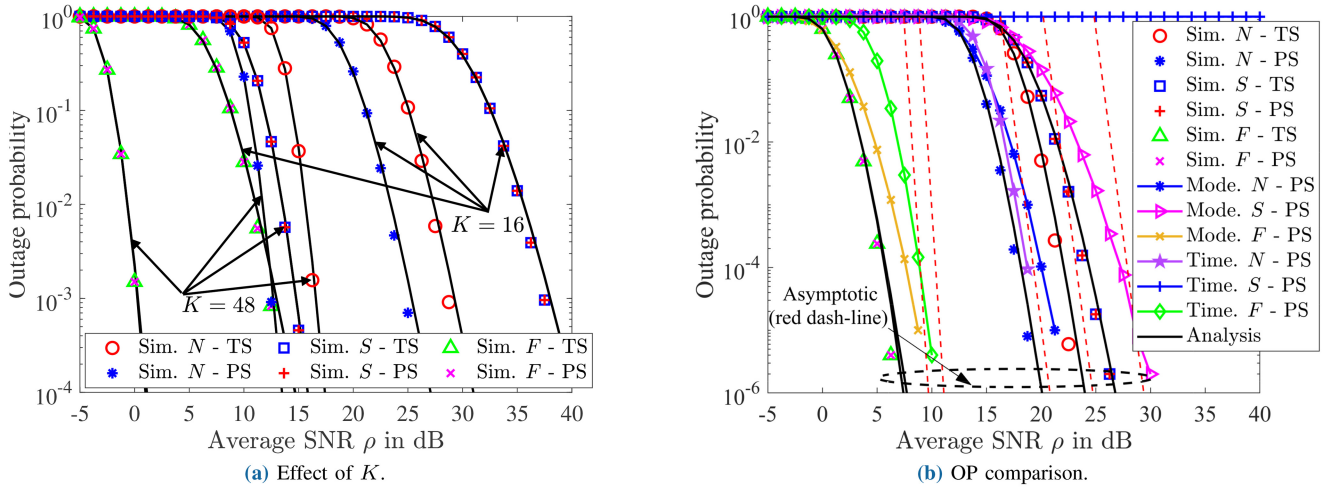 10^0
10^-1
10^-2
10^-3
10^-4
Outage probability
K = 16
K = 48
Sim. N - TS
Sim. S - TS
Sim. F - TS
Sim. N - PS
Sim. S - PS
Sim. F - PS
-5 0 5 10 15 20 25 30 35 40
Average SNR ρ in dB
(a) Effect of K.
10^0
10^-2
10^-4
10^-6
Outage probability
Asymptotic
(red dash-line)
Sim. N - TS
Sim. N - PS
Sim. S - TS
Sim. S - PS
Sim. F - TS
Sim. F - PS
Mode. N - PS
Mode. S - PS
Mode. F - PS
Time. N - PS
Time. S - PS
Time. F - PS
Analysis
-5 0 5 10 15 20 25 30 35 40
Average SNR ρ in dB
(b) OP comparison.